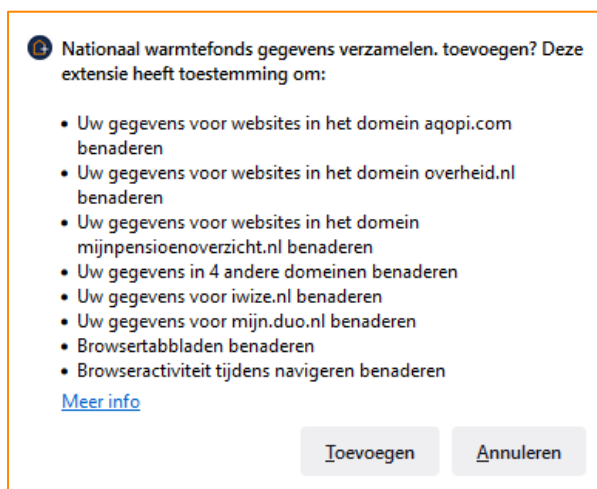 Nationaal warmtefonds gegevens verzamelen. toevoegen? Deze
extensie heeft toestemming om:
• Uw gegevens voor websites in het domein aqopi.com
benaderen
• Uw gegevens voor websites in het domein overheid.nl
benaderen
• Uw gegevens voor websites in het domein
mijnpensioenoverzicht.nl benaderen
• Uw gegevens in 4 andere domeinen benaderen
• Uw gegevens voor iwize.nl benaderen
• Uw gegevens voor mijn.duo.nl benaderen
• Browsertabbladen benaderen
• Browseractiviteit tijdens navigeren benaderen
Meer info
Toevoegen Annuleren